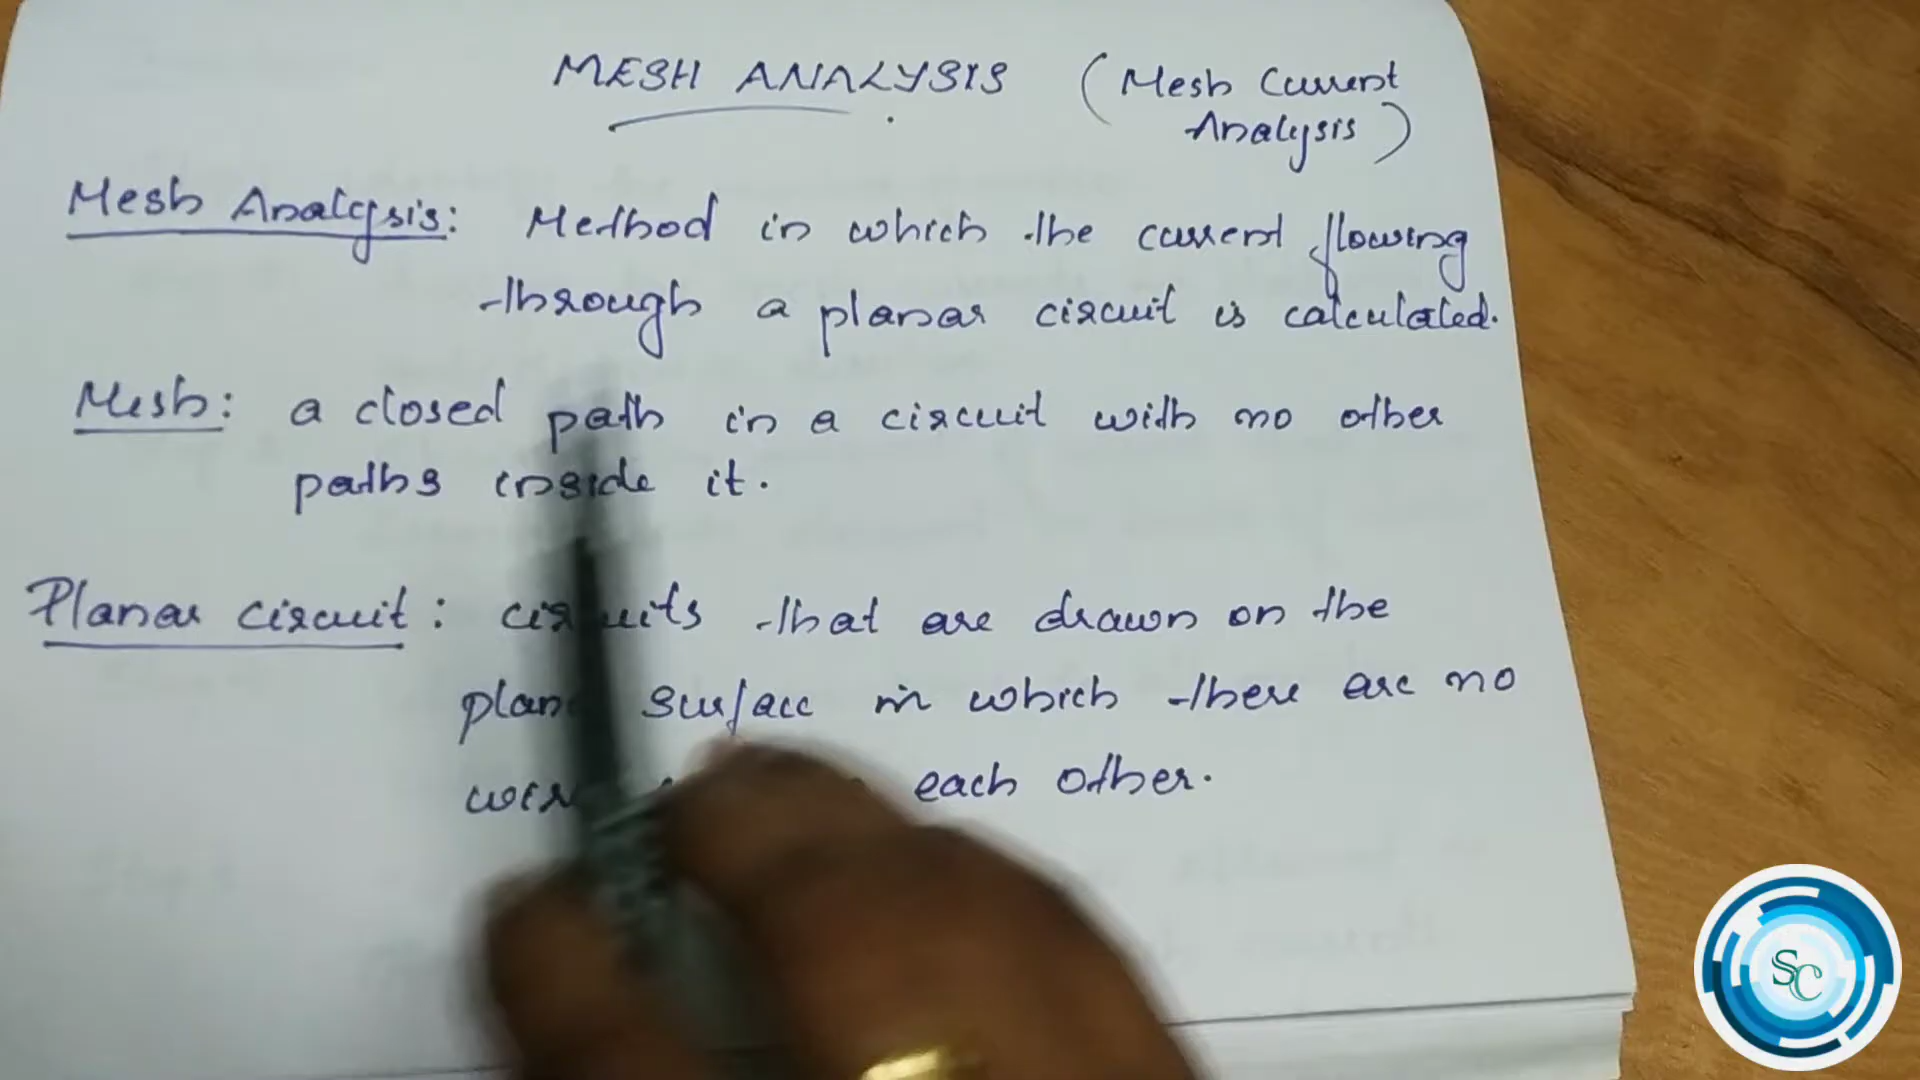 MESH ANALYSIS (Mesh Current
Analysis)
Mesh Analysis: Method in which the current flowing
through a planar circuit is calculated.
Mesh: a closed path in a circuit with no other
paths inside it.
Planar circuit: circuits that are drawn on the
surface in which there are no
each other.
SC